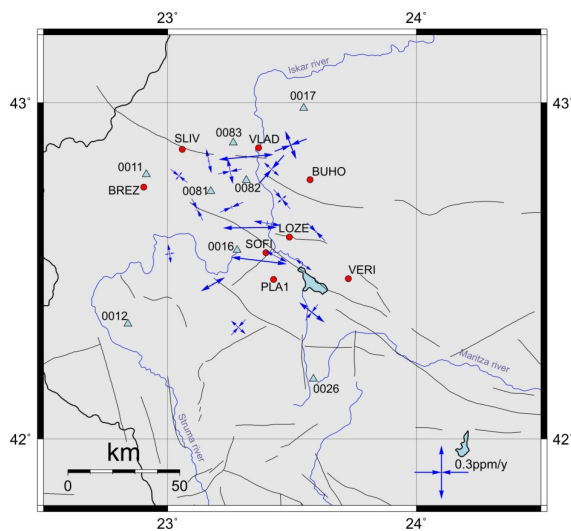 23° 24°
Iskar river
43° 43°
0017
0083
SLIV VLAD
0011 BUHO
BREZ 0081 0082
LOZE
0016 SOFI
PLA1 VERI
0012
Maritza river
0026
Struma river
42° 42°
km
0.3ppm/y
0 50
23° 24°